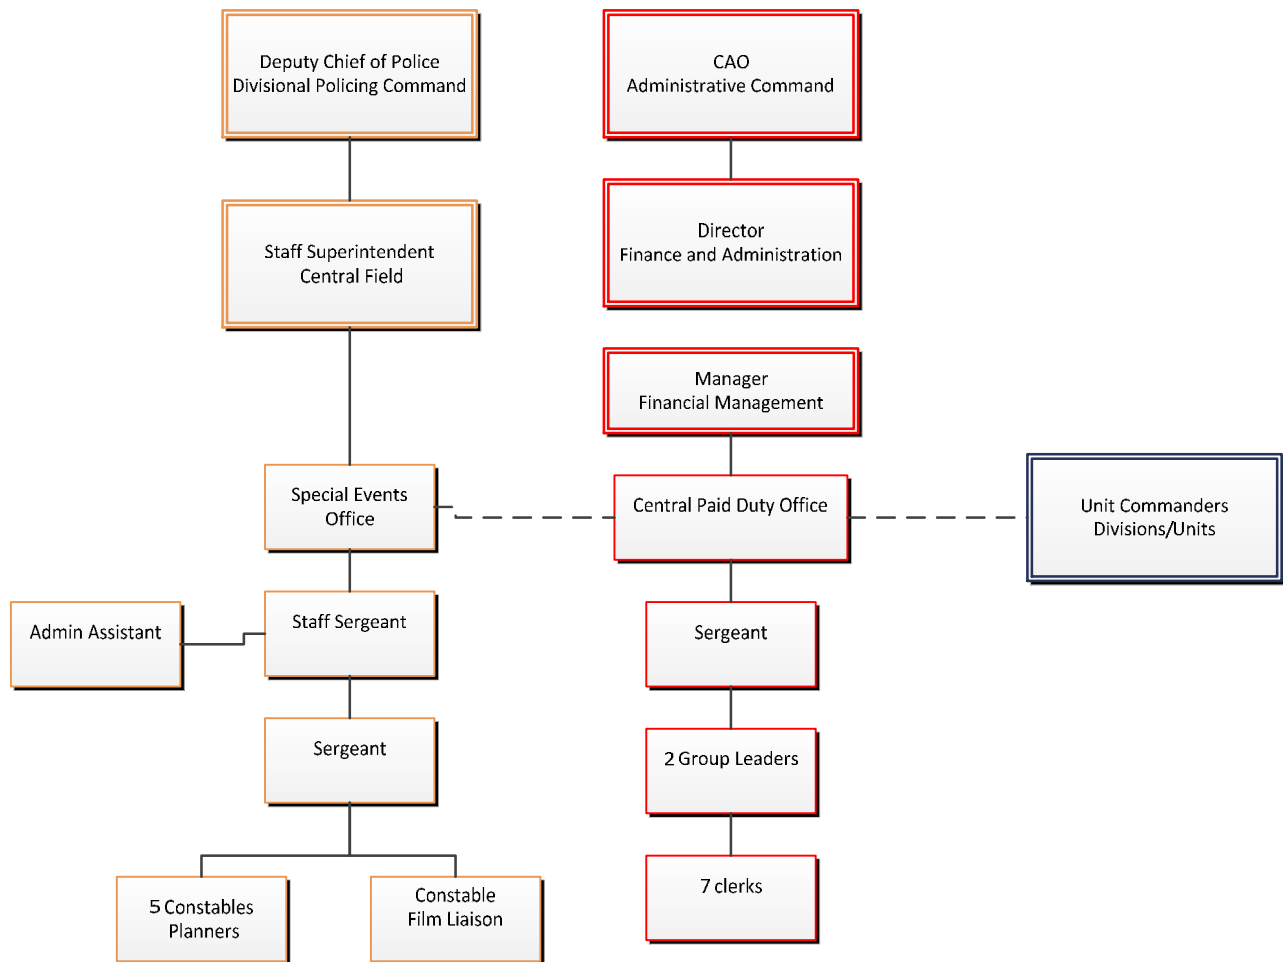 Deputy Chief of Police
Divisional Policing Command
CAO
Administrative Command
Staff Superintendent
Central Field
Director
Finance and Administration
Manager
Financial Management
Special Events
Office
Central Paid Duty Office
Unit Commanders
Divisions/Units
Admin Assistant
Staff Sergeant
Sergeant
Sergeant
2 Group Leaders
5 Constables
Planners
Constable
Film Liaison
7 clerks